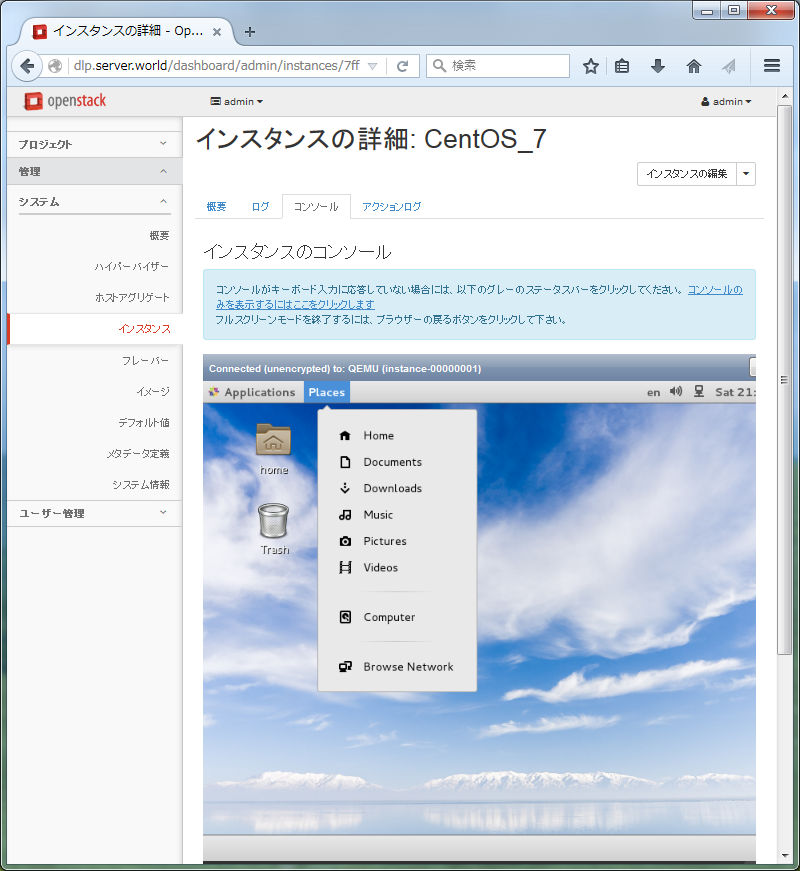 インスタンスの詳細 - Op...
dlp.server.world/dashboard/admin/instances/7ff
検索
openstack
admin
admin
プロジェクト
管理
システム
概要
ハイパーバイザー
ホストアグリゲート
インスタンス
フレーバー
イメージ
デフォルト値
メタデータ定義
システム情報
ユーザー管理
インスタンスの詳細: CentOS_7
インスタンスの編集
概要
ログ
コンソール
アクションログ
インスタンスのコンソール
コンソールがキーボード入力に応答していない場合には、以下のグレーのステータスバーをクリックしてください。 コンソールの
みを表示するにはここをクリックします
フルスクリーンモードを終了するには、ブラウザーの戻るボタンをクリックして下さい。
Connected (unencrypted) to: QEMU (instance-00000001)
Applications Places
en Sat 21:
home
Trash
Home
Documents
Downloads
Music
Pictures
Videos
Computer
Browse Network